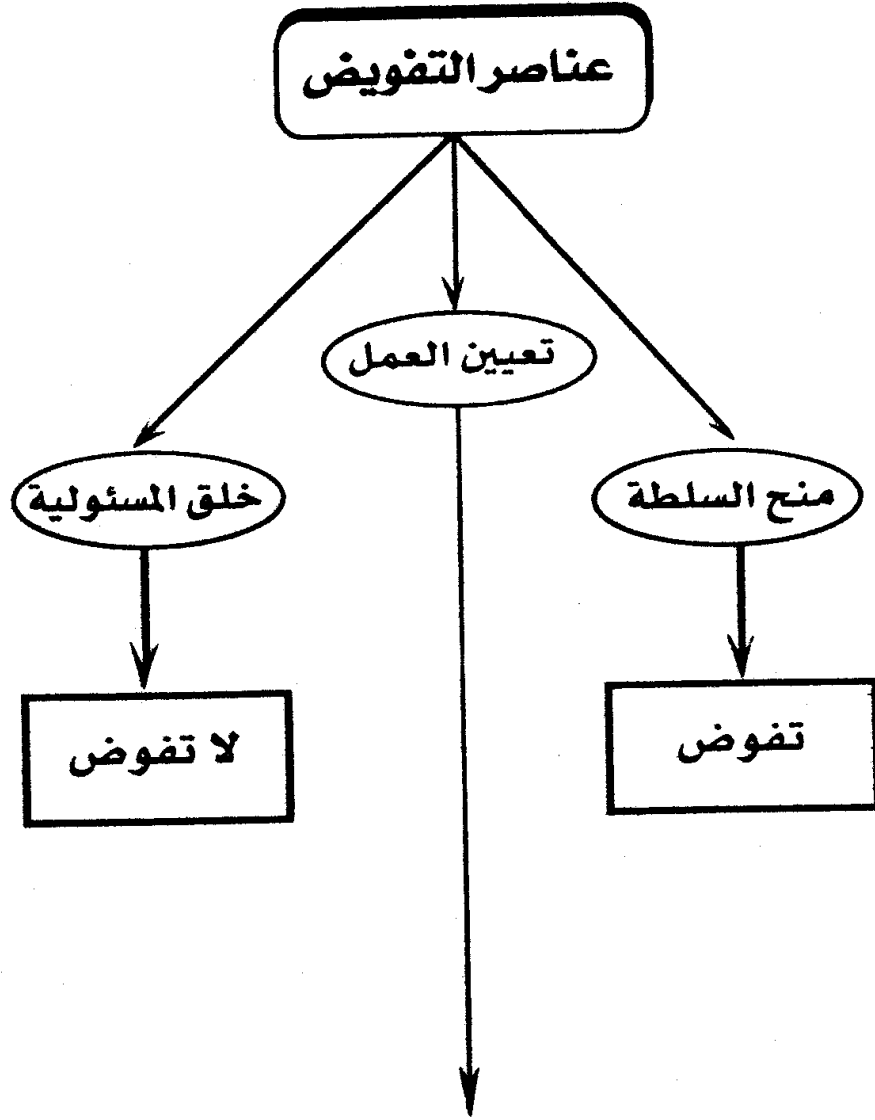 عناصر التفويض
تعيين العمل
منح السلطة
خلق المسئولية
تفوض
لا تفوض